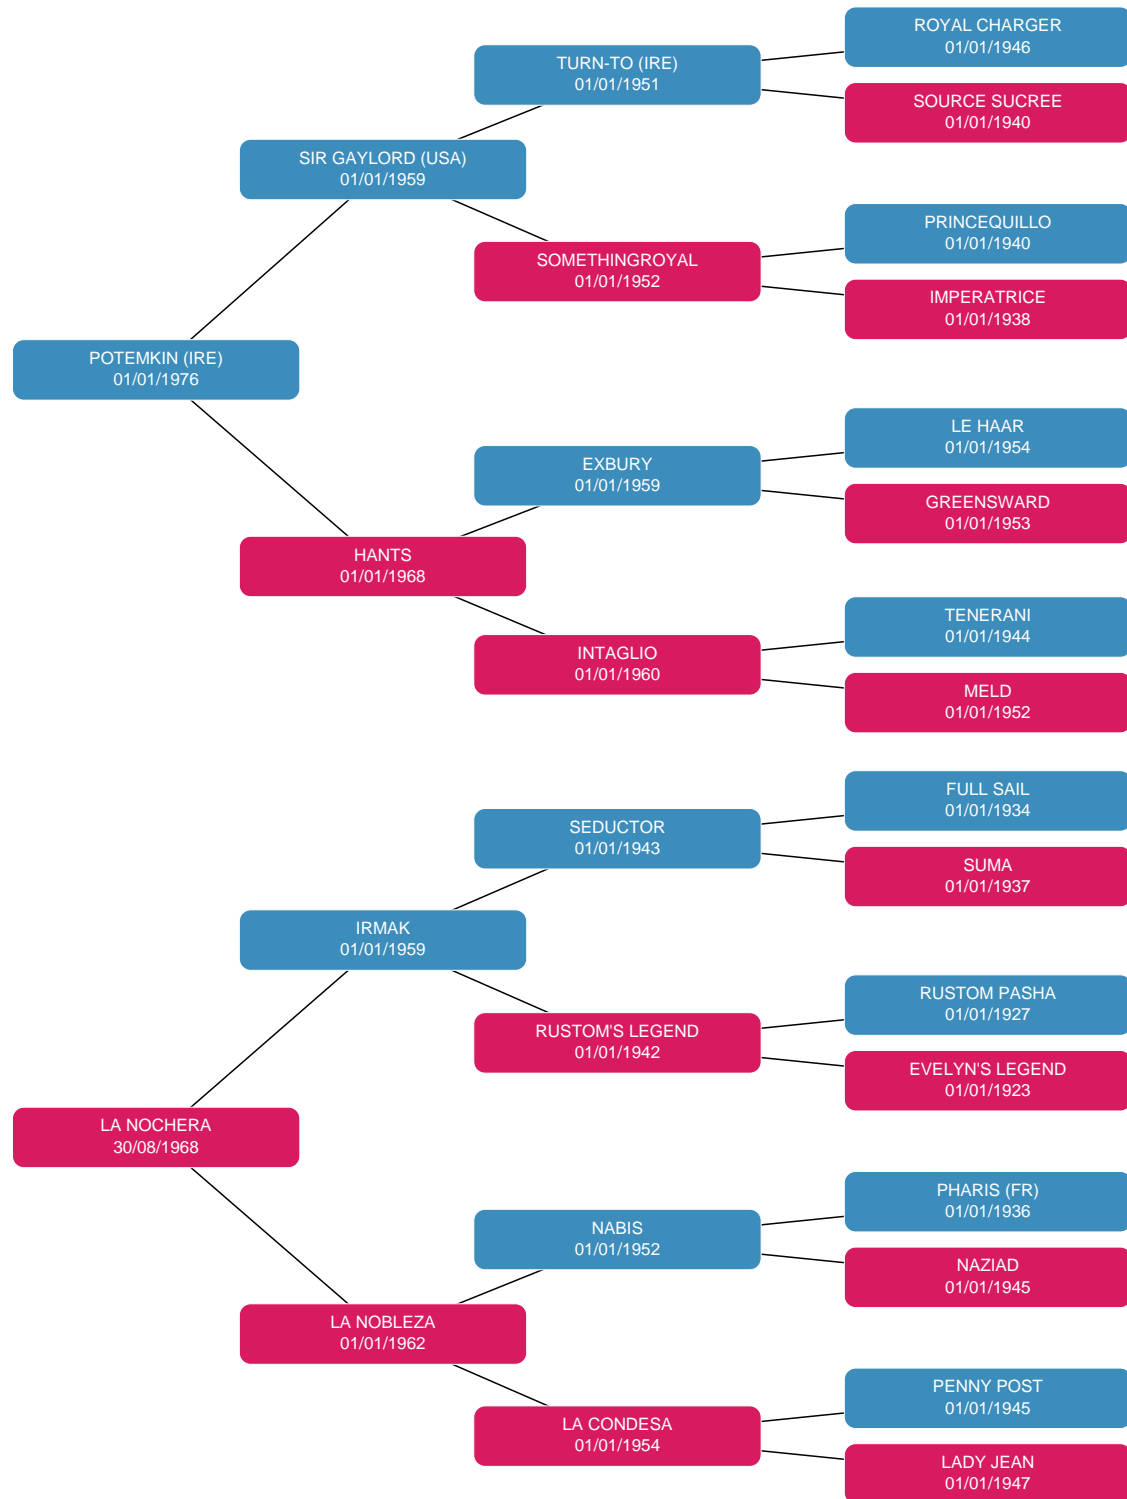 ROYAL CHARGER
01/01/1946
TURN-TO (IRE)
01/01/1951
SOURCE SUCREE
01/01/1940
SIR GAYLORD (USA)
01/01/1959
PRINCEQUILLO
01/01/1940
SOMETHINGROYAL
01/01/1952
IMPERATRICE
01/01/1938
POTEMKIN (IRE)
01/01/1976
LE HAAR
01/01/1954
EXBURY
01/01/1959
GREENSWARD
01/01/1953
HANTS
01/01/1968
TENERANI
01/01/1944
INTAGLIO
01/01/1960
MELD
01/01/1952
FULL SAIL
01/01/1934
SEDUCTOR
01/01/1943
SUMA
01/01/1937
IRMAK
01/01/1959
RUSTOM PASHA
01/01/1927
RUSTOM'S LEGEND
01/01/1942
EVELYN'S LEGEND
01/01/1923
LA NOCHERA
30/08/1968
PHARIS (FR)
01/01/1936
NABIS
01/01/1952
NAZIAD
01/01/1945
LA NOBLEZA
01/01/1962
PENNY POST
01/01/1945
LA CONDESA
01/01/1954
LADY JEAN
01/01/1947